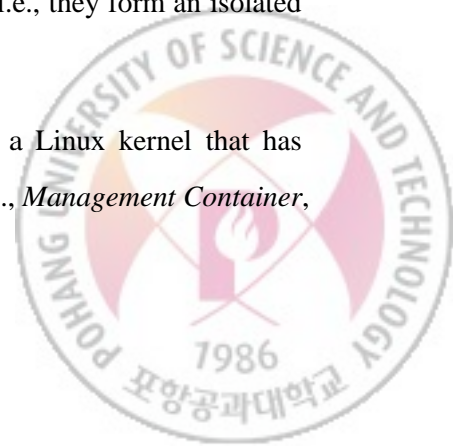 i.e., they form an isolated
a Linux kernel that has
., Management Container,
POHANG UNIVERSITY OF SCIENCE AND TECHNOLOGY
1986
포항공과대학교